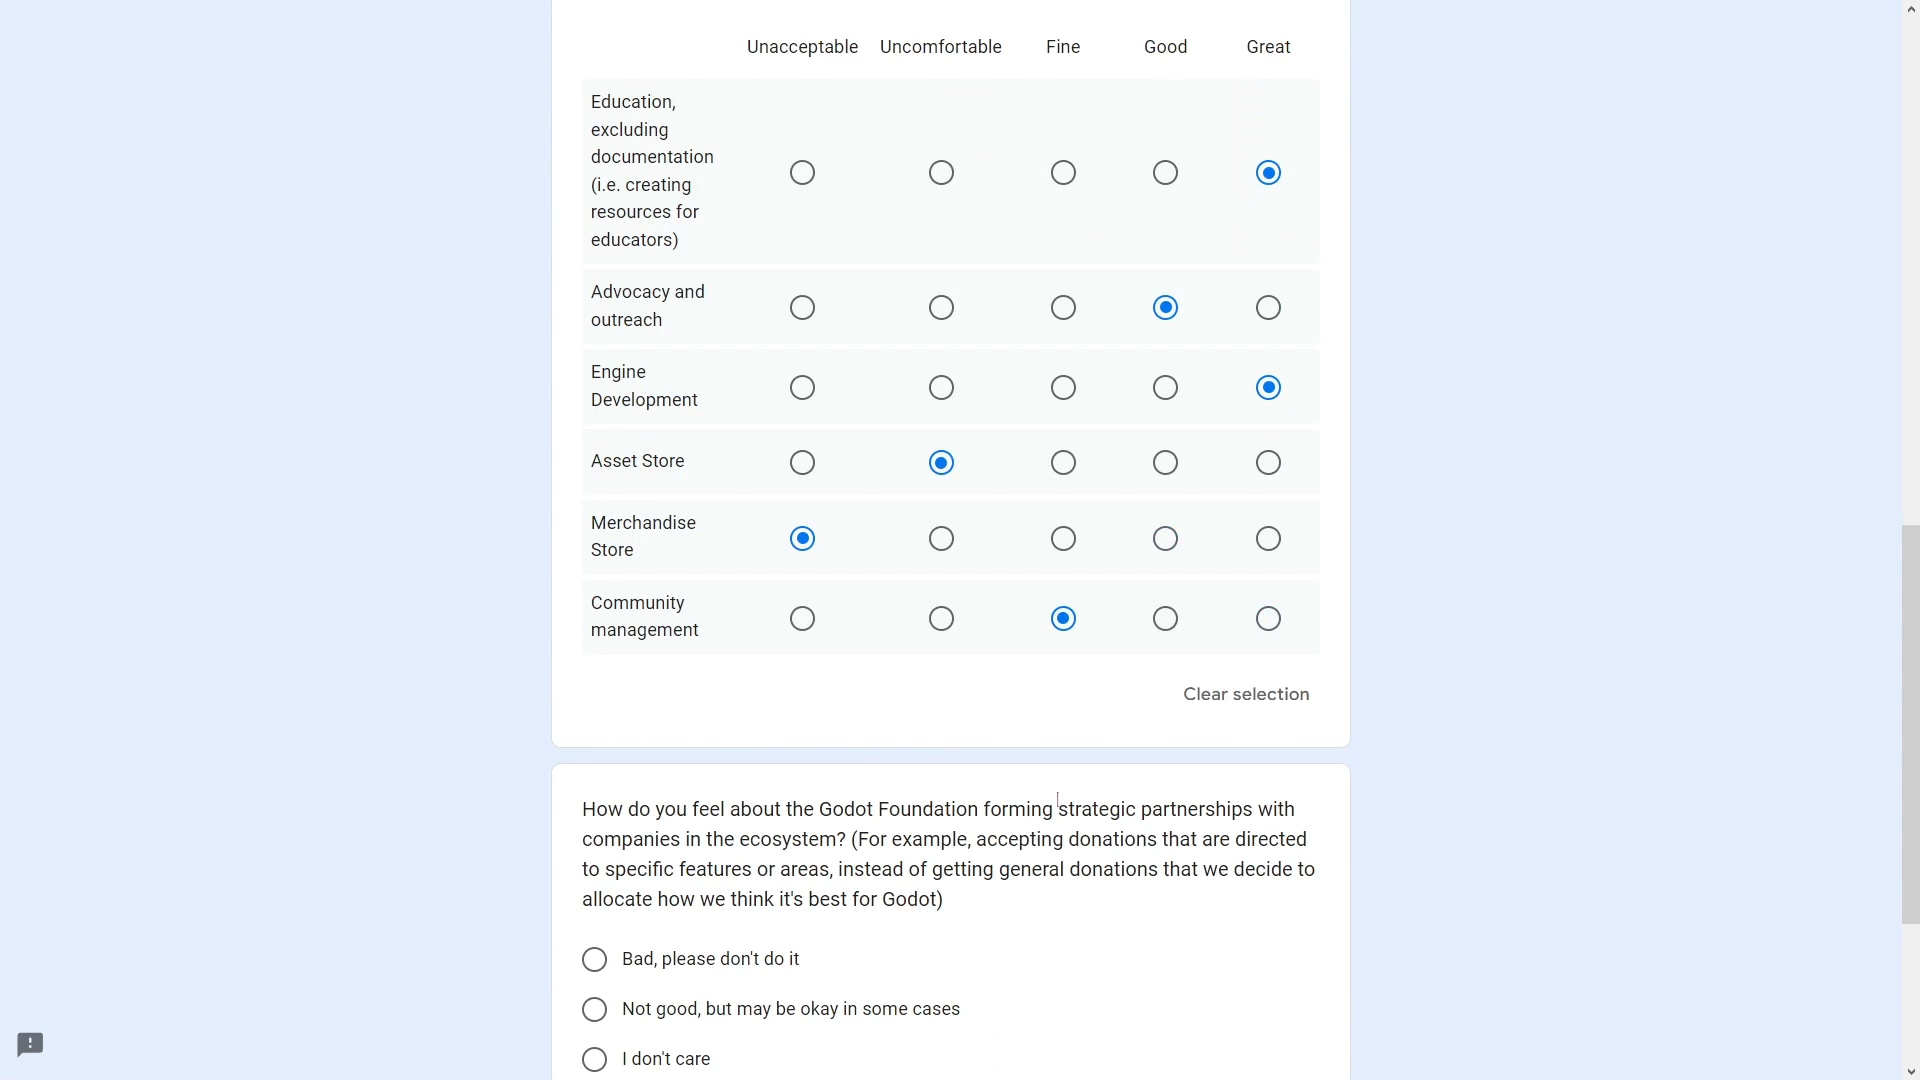 Unacceptable Uncomfortable Fine Good Great
Education,
excluding
documentation
(i.e. creating
resources for
educators)
Advocacy and
outreach
Engine
Development
Asset Store
Merchandise
Store
Community
management
Clear selection
How do you feel about the Godot Foundation forming strategic partnerships with
companies in the ecosystem? (For example, accepting donations that are directed
to specific features or areas, instead of getting general donations that we decide to
allocate how we think it's best for Godot)
Bad, please don't do it
Not good, but may be okay in some cases
I don't care